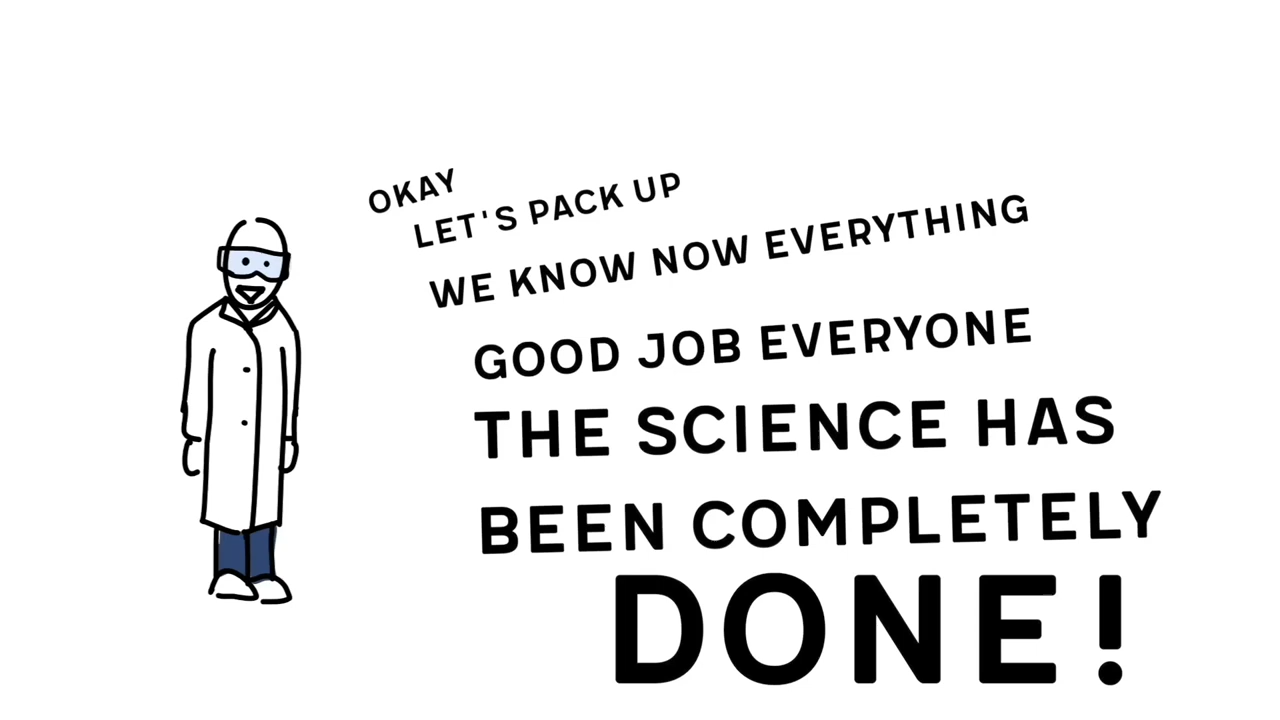 OKAY
LET'S PACK UP
WE KNOW NOW EVERYTHING
GOOD JOB EVERYONE
THE SCIENCE HAS
BEEN COMPLETELY
DONE!